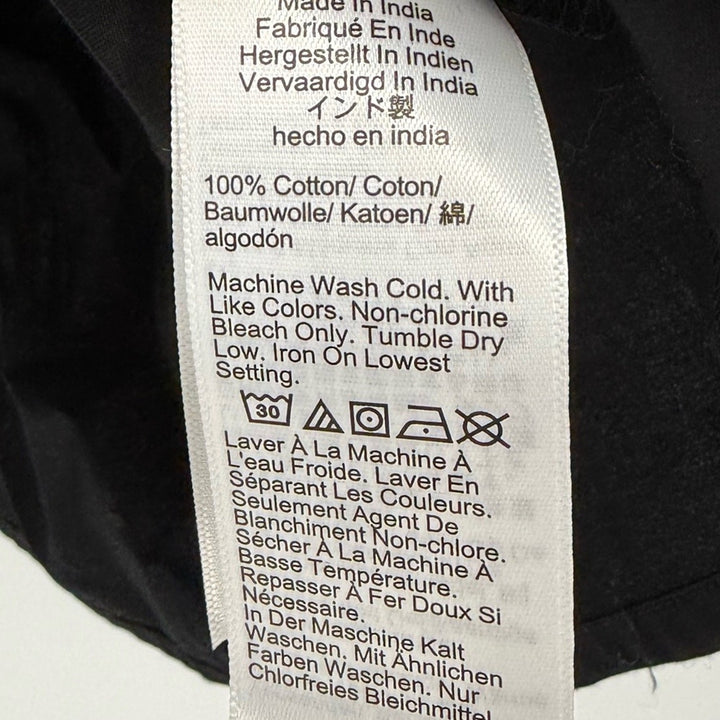 Made in India
Fabriqué En Inde
Hergestellt In Indien
Vervaardigd In India
インド製
hecho en india
100% Cotton/ Coton/
Baumwolle/ Katoen/ 綿/
algodón
Machine Wash Cold. With
Like Colors. Non-chlorine
Bleach Only. Tumble Dry
Low. Iron On Lowest
Setting.
30
Laver À La Machine À
L'eau Froide. Laver En
Séparant Les Couleurs.
Seulement Agent De
Blanchiment Non-chlore.
Sécher À La Machine À
Basse Température.
Repasser À Fer Doux Si
Nécessaire.
In Der Maschine Kalt
Waschen. Mit Ähnlichen
Farben Waschen. Nur
Chlorfreies Bleichmittel